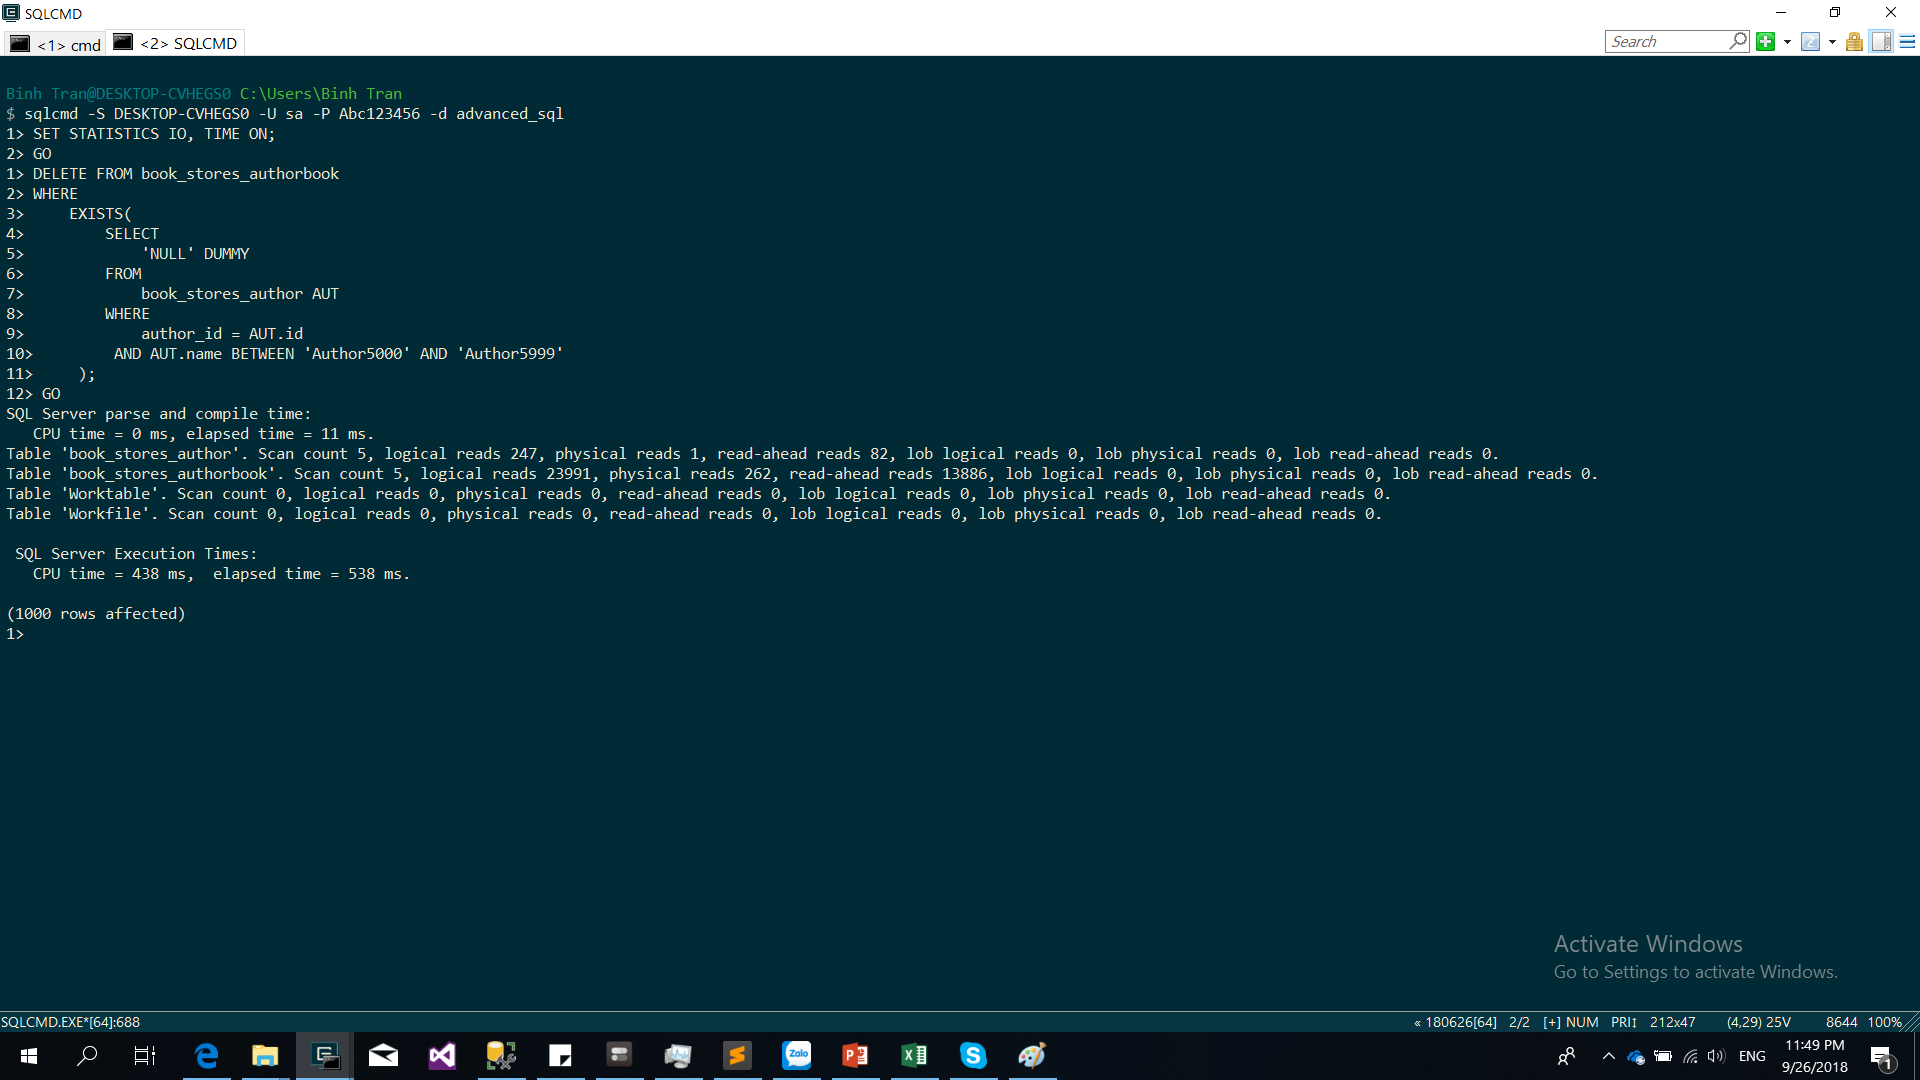 SQLCMD
<1> cmd
<2> SQLCMD
Search
Binh Tran@DESKTOP-CVHEGS0 C:\Users\Binh Tran
$ sqlcmd -S DESKTOP-CVHEGS0 -U sa -P Abc123456 -d advanced_sql
1> SET STATISTICS IO, TIME ON;
2> GO
1> DELETE FROM book_stores_authorbook
2> WHERE
3>     EXISTS(
4>         SELECT
5>             'NULL' DUMMY
6>         FROM
7>             book_stores_author AUT
8>         WHERE
9>             author_id = AUT.id
10>         AND AUT.name BETWEEN 'Author5000' AND 'Author5999'
11>     );
12> GO
SQL Server parse and compile time:
   CPU time = 0 ms, elapsed time = 11 ms.
Table 'book_stores_author'. Scan count 5, logical reads 247, physical reads 1, read-ahead reads 82, lob logical reads 0, lob physical reads 0, lob read-ahead reads 0.
Table 'book_stores_authorbook'. Scan count 5, logical reads 23991, physical reads 262, read-ahead reads 13886, lob logical reads 0, lob physical reads 0, lob read-ahead reads 0.
Table 'Worktable'. Scan count 0, logical reads 0, physical reads 0, read-ahead reads 0, lob logical reads 0, lob physical reads 0, lob read-ahead reads 0.
Table 'Workfile'. Scan count 0, logical reads 0, physical reads 0, read-ahead reads 0, lob logical reads 0, lob physical reads 0, lob read-ahead reads 0.
 SQL Server Execution Times:
   CPU time = 438 ms,  elapsed time = 538 ms.
(1000 rows affected)
1>
Activate Windows
Go to Settings to activate Windows.
SQLCMD.EXE*[64]:688
« 180626[64] 2/2 [+] NUM PRI↕ 212x47 (4,29) 25V 8644 100%
Zalo
ENG
11:49 PM
9/26/2018
1